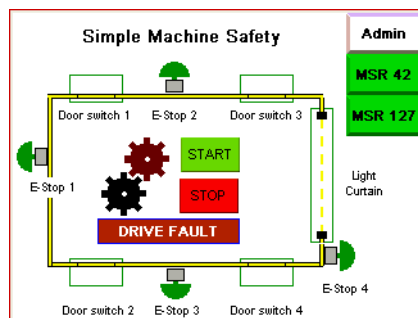 Simple Machine Safety
Admin
MSR 42
MSR 127
Door switch 1
E-Stop 2
Door switch 3
START
Light
Curtain
E-Stop 1
STOP
DRIVE FAULT
E-Stop 4
Door switch 2
E-Stop 3
Door switch 4